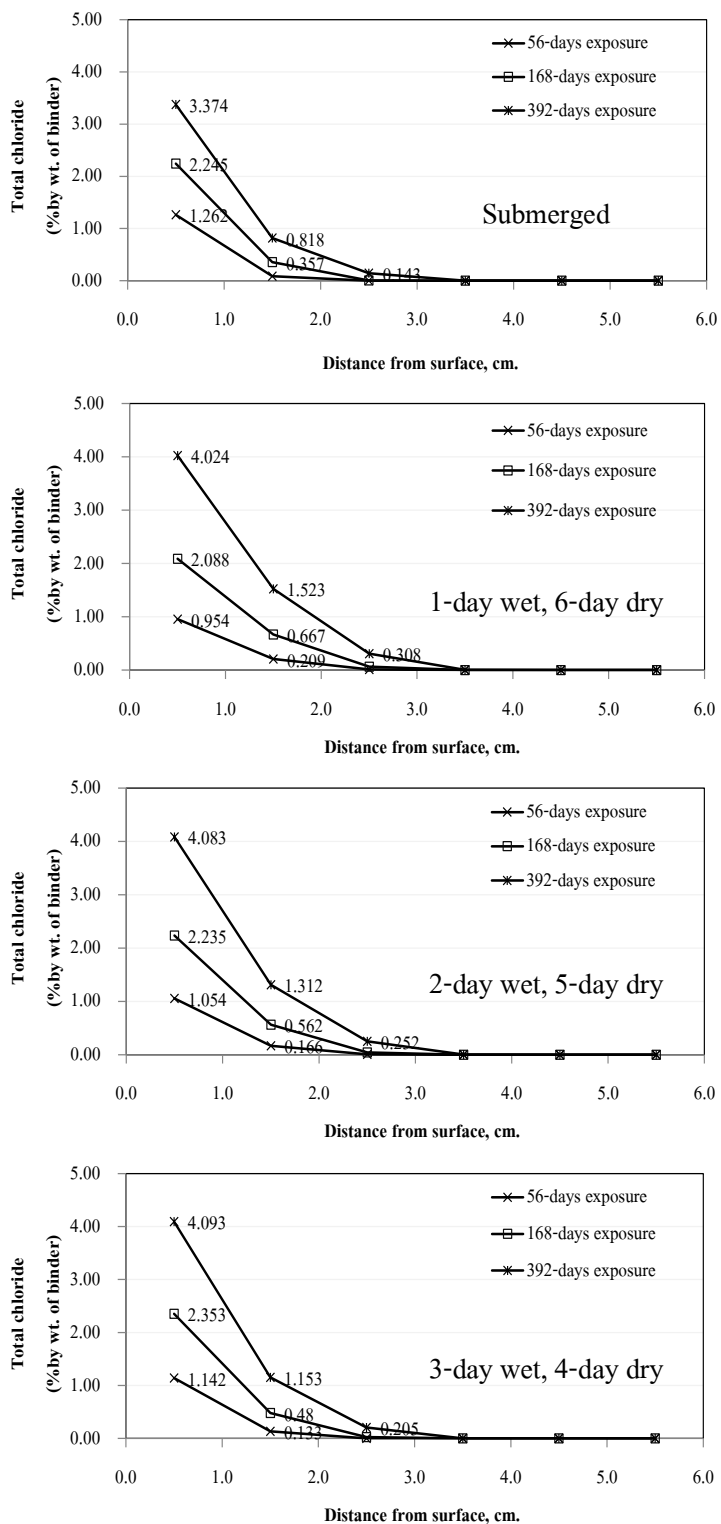 5.00
56-days exposure
4.00
168-days exposure
3.374
392-days exposure
3.00
2.245
2.00
Submerged
1.262
1.00
0.818
0.357
0.143
0.00
0.0 1.0 2.0 3.0 4.0 5.0 6.0
Total chloride
(%by wt. of binder)
Distance from surface, cm.
5.00
56-days exposure
4.00
4.024
168-days exposure
392-days exposure
3.00
2.00
2.088
1.523
1-day wet, 6-day dry
1.00
0.954
0.667
0.308
0.209
0.00
0.0 1.0 2.0 3.0 4.0 5.0 6.0
Total chloride
(%by wt. of binder)
Distance from surface, cm.
5.00
56-days exposure
4.00
4.083
168-days exposure
392-days exposure
3.00
2.235
2.00
1.312
2-day wet, 5-day dry
1.00
1.054
0.562
0.252
0.166
0.00
0.0 1.0 2.0 3.0 4.0 5.0 6.0
Total chloride
(%by wt. of binder)
Distance from surface, cm.
5.00
56-days exposure
4.00
4.093
168-days exposure
392-days exposure
3.00
2.353
2.00
1.153
3-day wet, 4-day dry
1.142
1.00
0.48
0.205
0.133
0.00
0.0 1.0 2.0 3.0 4.0 5.0 6.0
Total chloride
(%by wt. of binder)
Distance from surface, cm.